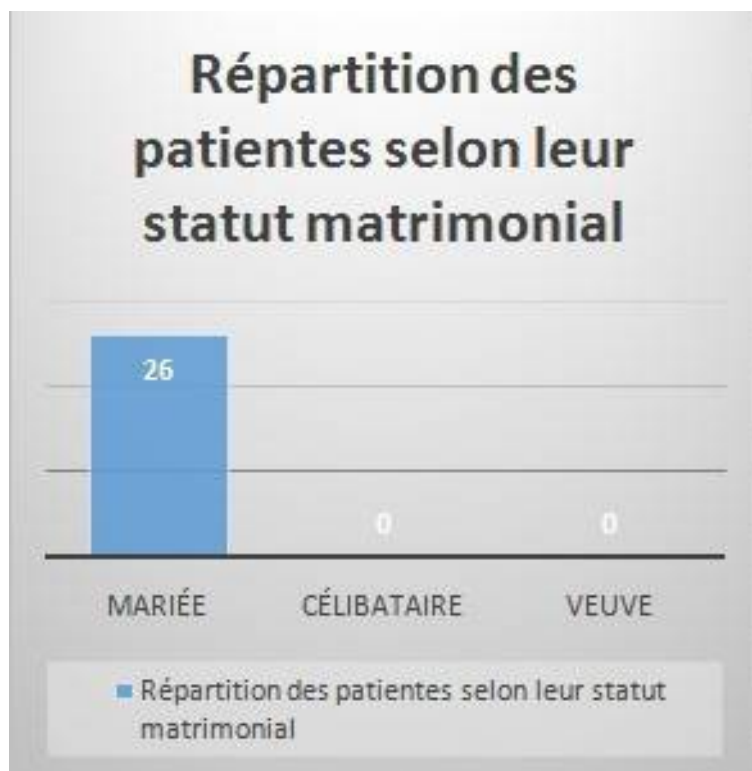 Répartition des
patientes selon leur
statut matrimonial
26
0
0
MARIÉE
CÉLIBATAIRE
VEUVE
Répartition des patientes selon leur statut
matrimonial